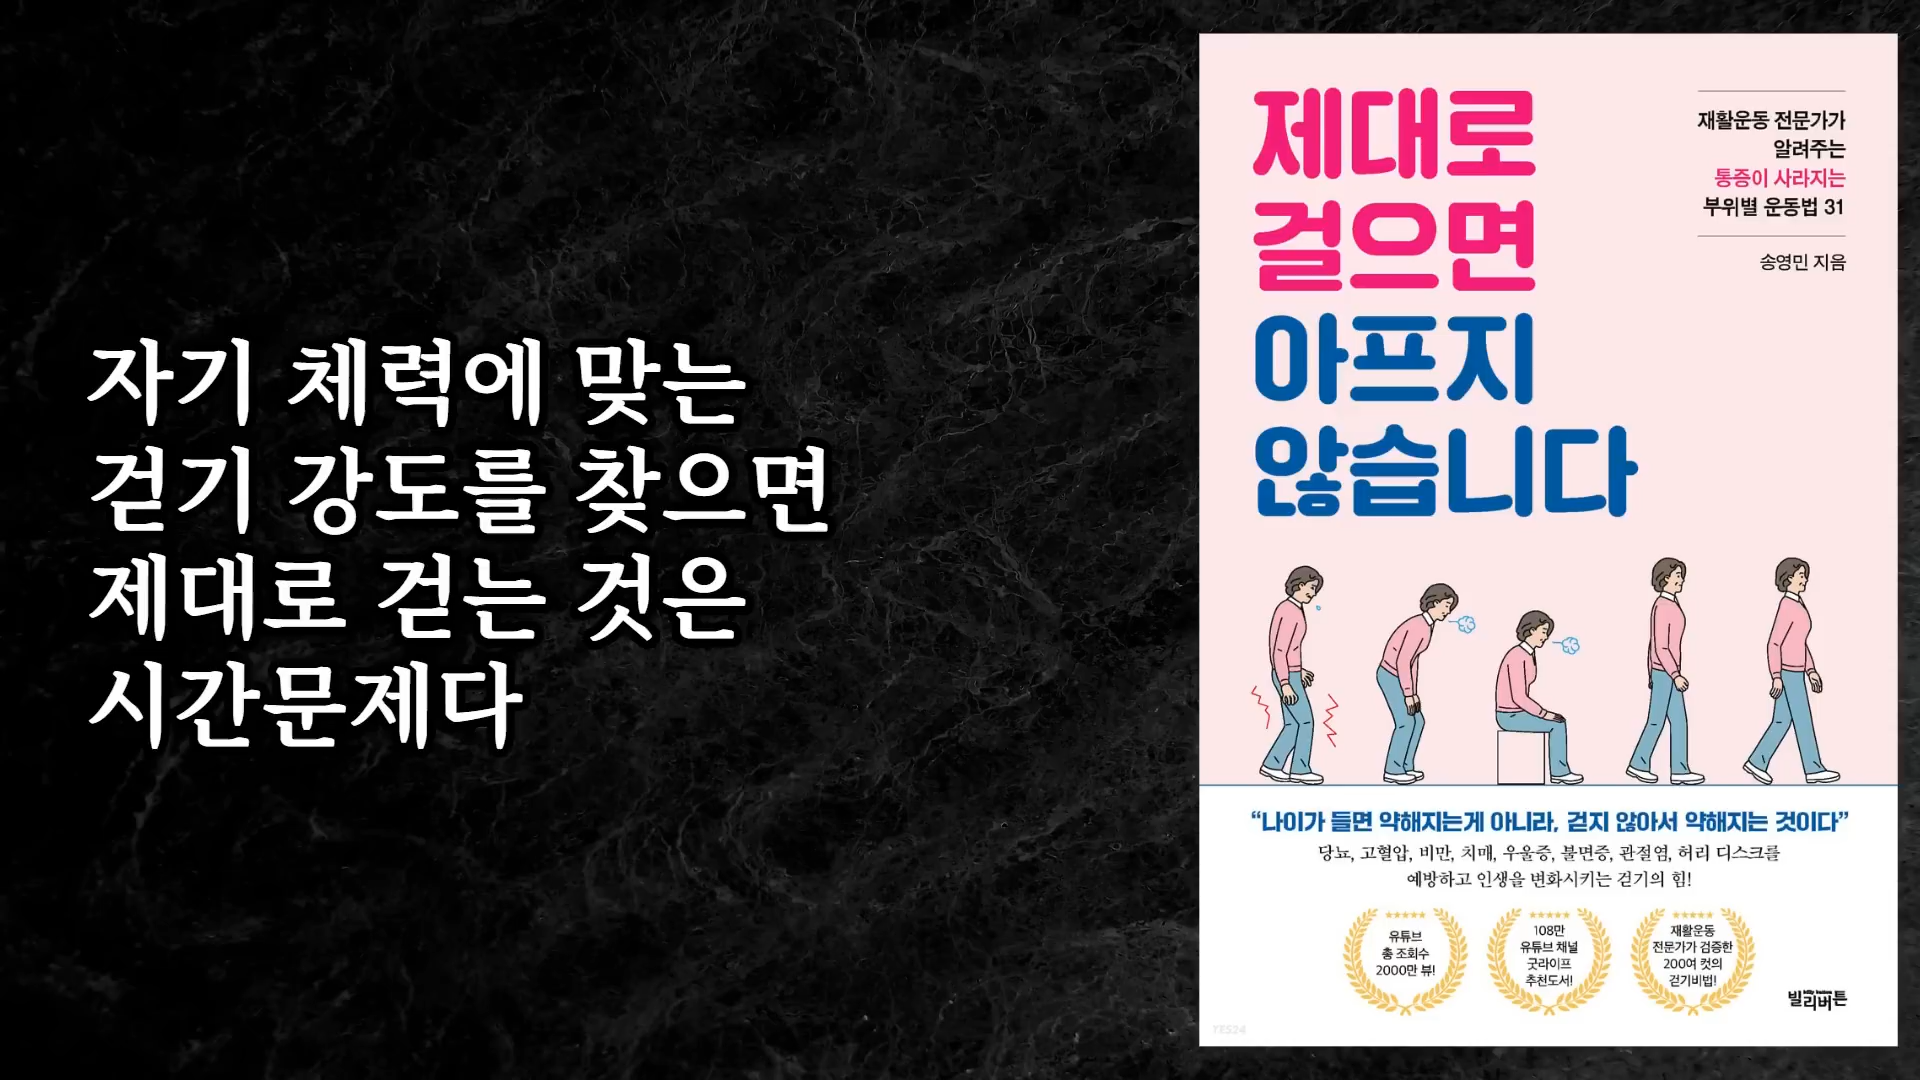 자기 체력에 맞는
걷기 강도를 찾으면
제대로 걷는 것은
시간문제다
제대로
걸으면
아프지
않습니다
재활운동 전문가가
알려주는
통증이 사라지는
부위별 운동법 31
송영민 지음
“나이가 들면 약해지는게 아니라, 걷지 않아서 약해지는 것이다”
당뇨, 고혈압, 비만, 치매, 우울증, 불면증, 관절염, 허리 디스크를
예방하고 인생을 변화시키는 걷기의 힘!
유튜브
총 조회수
2000만 뷰!
108만
유튜브 채널
굿라이프
추천도서!
재활운동
전문가가 검증한
200여 컷의
걷기비법!
빌리버튼
YES24